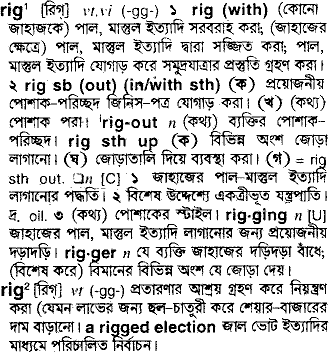 rig¹ [রিগ্] vt,vi (-gg-) ১ rig (with) (কোনো
জাহাজকে) পাল, মাস্তুল ইত্যাদি সরবরাহ করা; (জাহাজের
ক্ষেত্রে) পাল, মাস্তুল ইত্যাদি দ্বারা সজ্জিত করা; পাল,
মাস্তুল ইত্যাদি যোগাড় করে সমুদ্রযাত্রার প্রস্তুতি গ্রহণ করা।
২ rig sb (out) (in/with sth) (ক) প্রয়োজনীয়
পোশাক-পরিচ্ছদ জিনিস-পত্র যোগাড় করা। (খ) (কথ্য)
পোশাক পরা। ˈrig-out n (কথ্য) ব্যক্তির পোশাক-
পরিচ্ছদ। rig sth up (ক) বিভিন্ন অংশ জোড়া
লাগানো। (ঘ) জোড়াতালি দিয়ে ব্যবস্থা করা। (গ) = rig
sth out. □n [C] ১ জাহাজের পাল-মাস্তুল ইত্যাদি
লাগানোর পদ্ধতি। ২ বিশেষ উদ্দেশ্যে একত্রীভূত যন্ত্রপাতি।
দ্র. oil. ৩ (কথ্য) পোশাকের স্টাইল। rig·ging n [U]
জাহাজের পাল, মাস্তুল ইত্যাদি লাগানোর জন্য প্রয়োজনীয়
দড়াদড়ি। rig·ger n যে ব্যক্তি জাহাজের দড়িদড়া বাঁধে;
(বিশেষ করে) বিমানের বিভিন্ন অংশ যে জোড়া দেয়।
rig² [রিগ্] vt (-gg-) প্রতারণার আশ্রয় গ্রহণ করে নিয়ন্ত্রণ
করা (যেমন লাভের জন্য ছল-চাতুরী করে শেয়ার-বাজারের
দাম বাড়ানো। a rigged election জাল ভোট ইত্যাদির
মাধ্যমে পরিচালিত নির্বাচন।